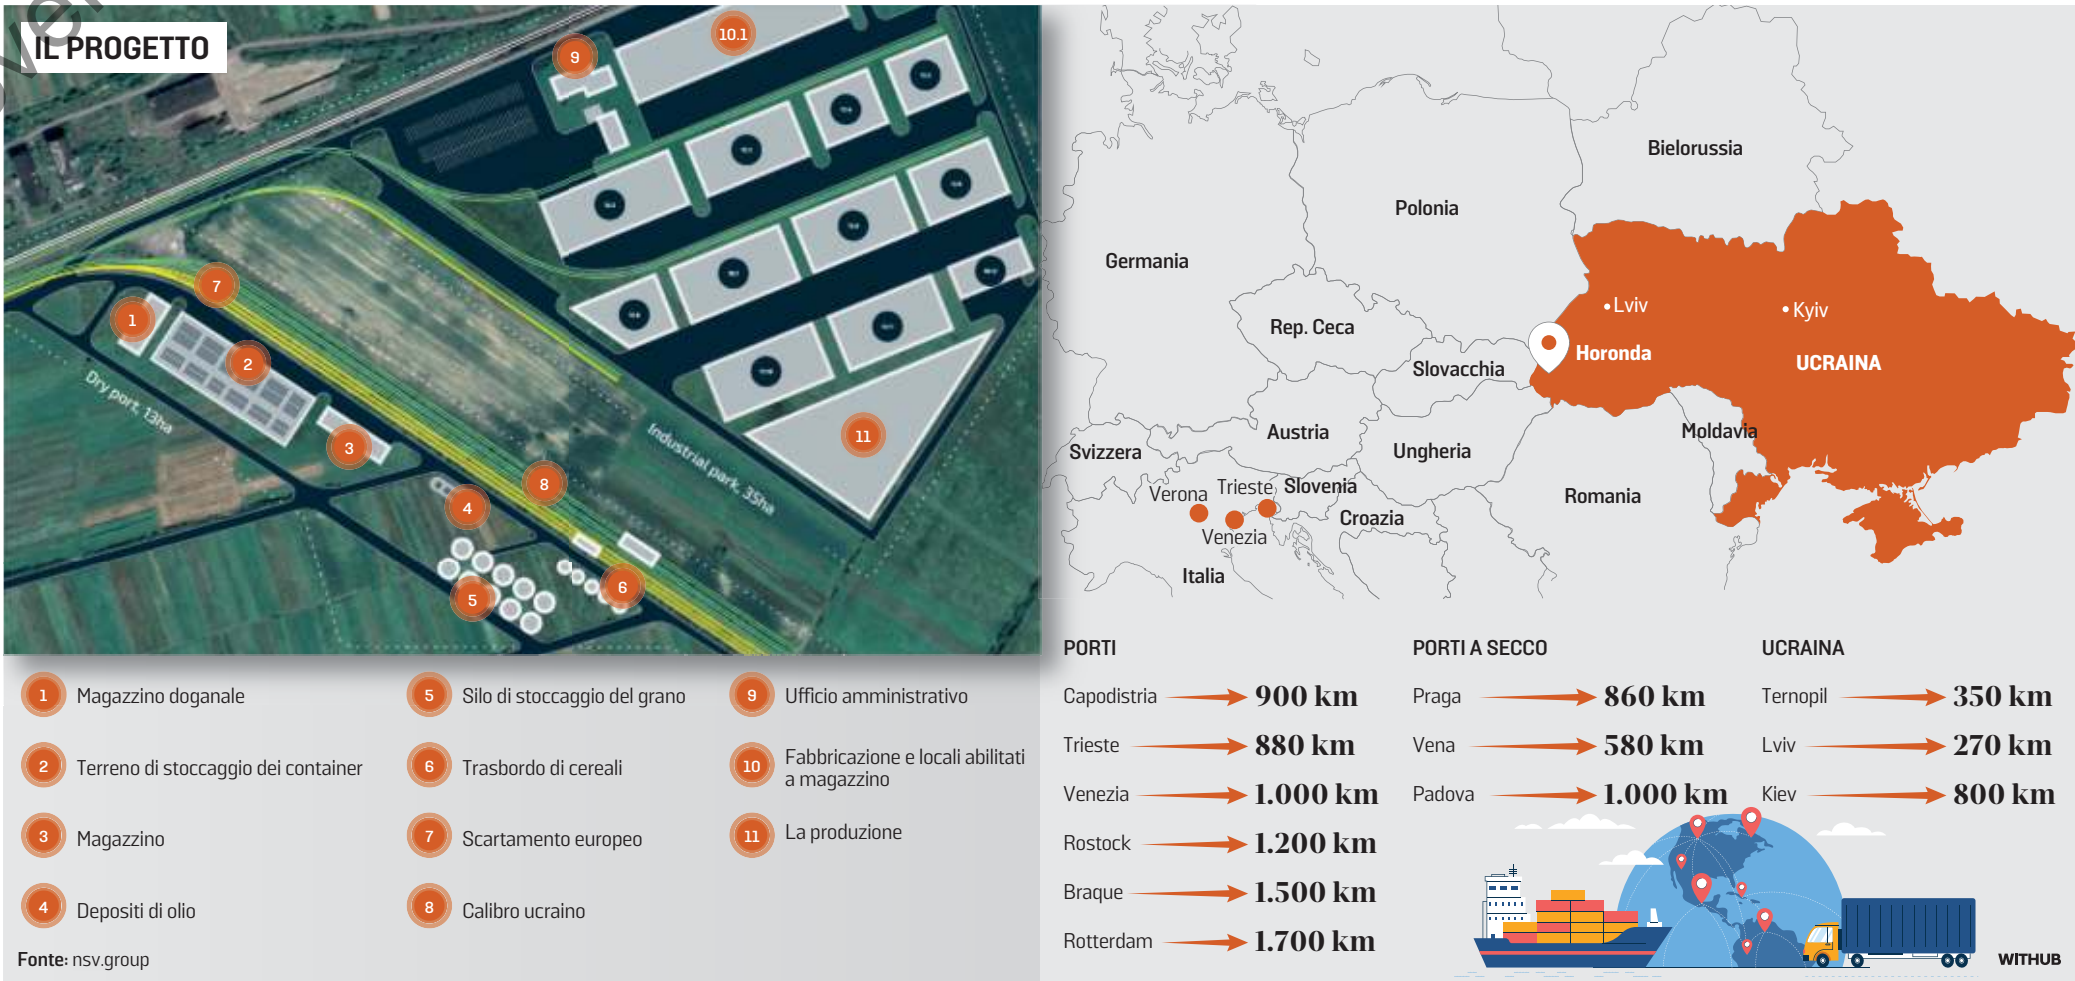 IL PROGETTO
9
10.1
7
1
2
3
8
4
11
6
5
Dry port, 13ha
Industrial park, 35ha
Bielorussia
Polonia
Germania
Lviv
Kyiv
Rep. Ceca
Horonda
UCRAINA
Slovacchia
Austria
Moldavia
Svizzera
Ungheria
Verona
Trieste
Slovenia
Romania
Croazia
Venezia
Italia
1 Magazzino doganale
2 Terreno di stoccaggio dei container
3 Magazzino
4 Depositi di olio
5 Silo di stoccaggio del grano
6 Trasbordo di cereali
7 Scartamento europeo
8 Calibro ucraino
9 Ufficio amministrativo
10 Fabbricazione e locali abilitati
a magazzino
11 La produzione
Fonte: nsv.group
PORTI
Capodistria 900 km
Trieste 880 km
Venezia 1.000 km
Rostock 1.200 km
Braque 1.500 km
Rotterdam 1.700 km
PORTI A SECCO
Praga 860 km
Vena 580 km
Padova 1.000 km
UCRAINA
Ternopil 350 km
Lviv 270 km
Kiev 800 km
WITHUB